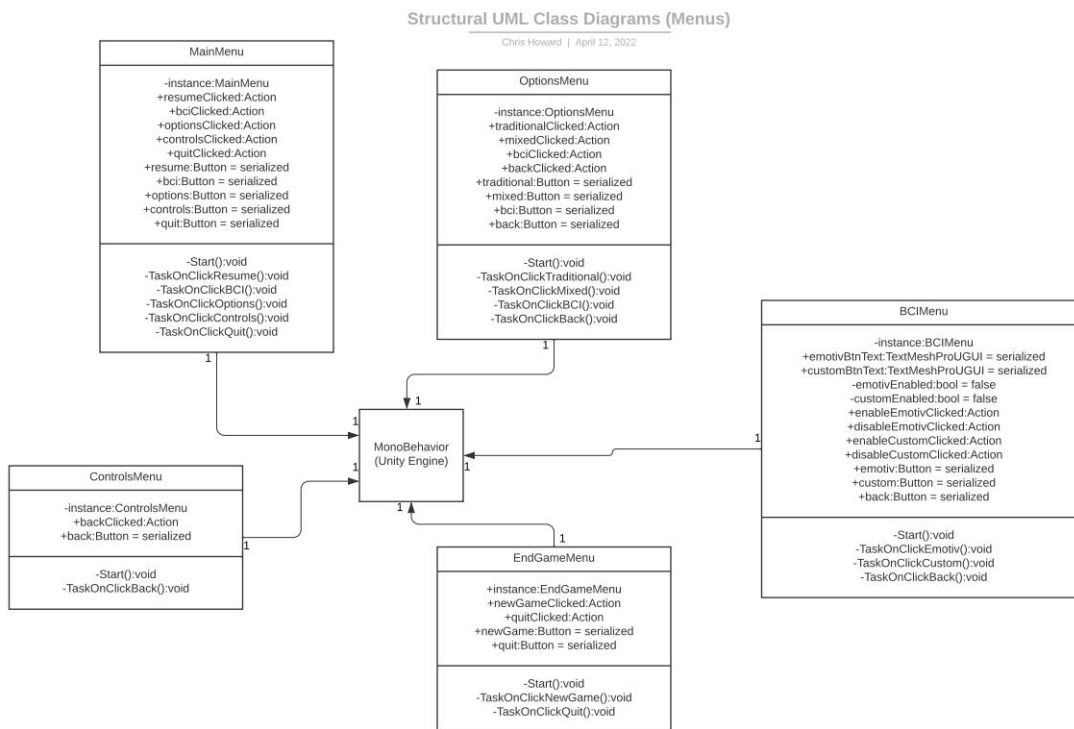 Structural UML Class Diagrams (Menus)
Chris Howard | April 12, 2022
MainMenu
-instance:MainMenu
+resumeClicked:Action
+bciClicked:Action
+optionsClicked:Action
+controlsClicked:Action
+quitClicked:Action
+resume:Button = serialized
+bci:Button = serialized
+options:Button = serialized
+controls:Button = serialized
+quit:Button = serialized
-Start():void
-TaskOnClickResume():void
-TaskOnClickBCI():void
-TaskOnClickOptions():void
-TaskOnClickControls():void
-TaskOnClickQuit():void
1
OptionsMenu
-instance:OptionsMenu
+traditionalClicked:Action
+mixedClicked:Action
+bciClicked:Action
+backClicked:Action
+traditional:Button = serialized
+mixed:Button = serialized
+bci:Button = serialized
+back:Button = serialized
-Start():void
-TaskOnClickTraditional():void
-TaskOnClickMixed():void
-TaskOnClickBCI():void
-TaskOnClickBack():void
1
BCIMenu
-instance:BCIMenu
+emotivBtnText:TextMeshProUGUI = serialized
+customBtnText:TextMeshProUGUI = serialized
-emotivEnabled:bool = false
-customEnabled:bool = false
+enableEmotivClicked:Action
+disableEmotivClicked:Action
+enableCustomClicked:Action
+disableCustomClicked:Action
+emotiv:Button = serialized
+custom:Button = serialized
+back:Button = serialized
-Start():void
-TaskOnClickEmotiv():void
-TaskOnClickCustom():void
-TaskOnClickBack():void
1
1
1
MonoBehavior
(Unity Engine)
1
1
1
ControlsMenu
-instance:ControlsMenu
+backClicked:Action
+back:Button = serialized
-Start():void
-TaskOnClickBack():void
1
1
EndGameMenu
+instance:EndGameMenu
+newGameClicked:Action
+quitClicked:Action
+newGame:Button = serialized
+quit:Button = serialized
-Start():void
-TaskOnClickNewGame():void
-TaskOnClickQuit():void